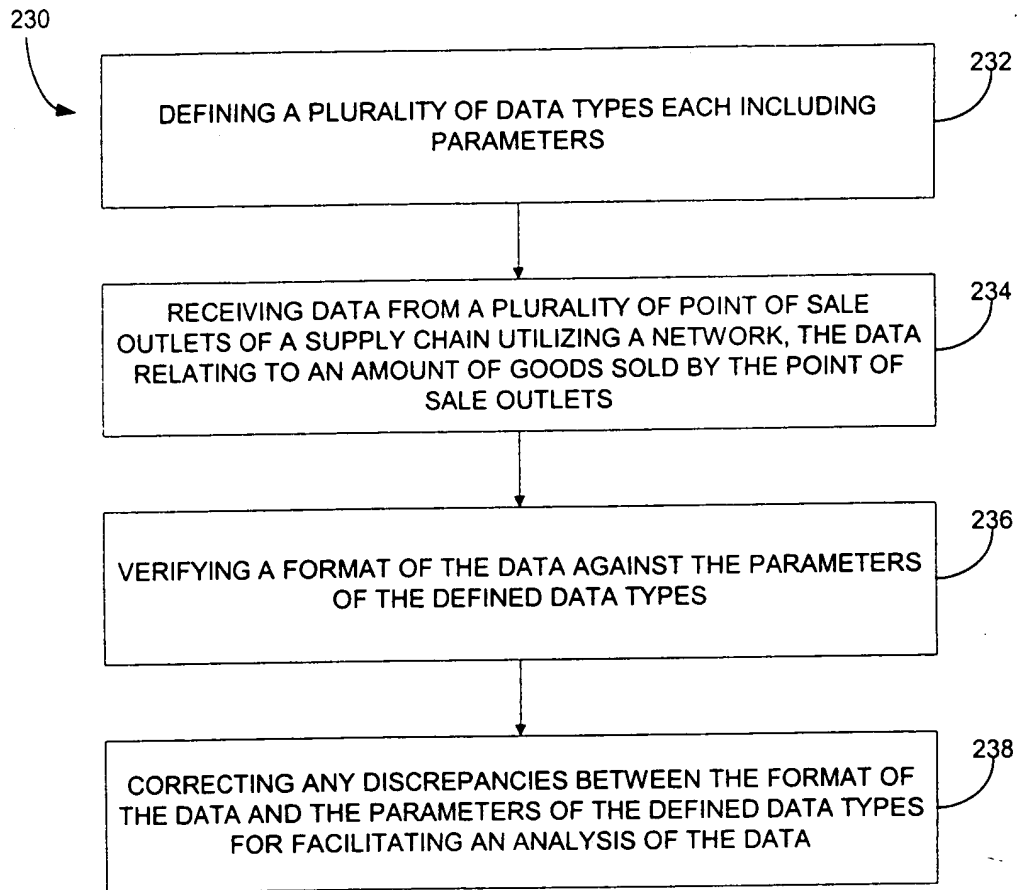 230
232
DEFINING A PLURALITY OF DATA TYPES EACH INCLUDING
PARAMETERS
234
RECEIVING DATA FROM A PLURALITY OF POINT OF SALE
OUTLETS OF A SUPPLY CHAIN UTILIZING A NETWORK, THE DATA
RELATING TO AN AMOUNT OF GOODS SOLD BY THE POINT OF
SALE OUTLETS
236
VERIFYING A FORMAT OF THE DATA AGAINST THE PARAMETERS
OF THE DEFINED DATA TYPES
238
CORRECTING ANY DISCREPANCIES BETWEEN THE FORMAT OF
THE DATA AND THE PARAMETERS OF THE DEFINED DATA TYPES
FOR FACILITATING AN ANALYSIS OF THE DATA